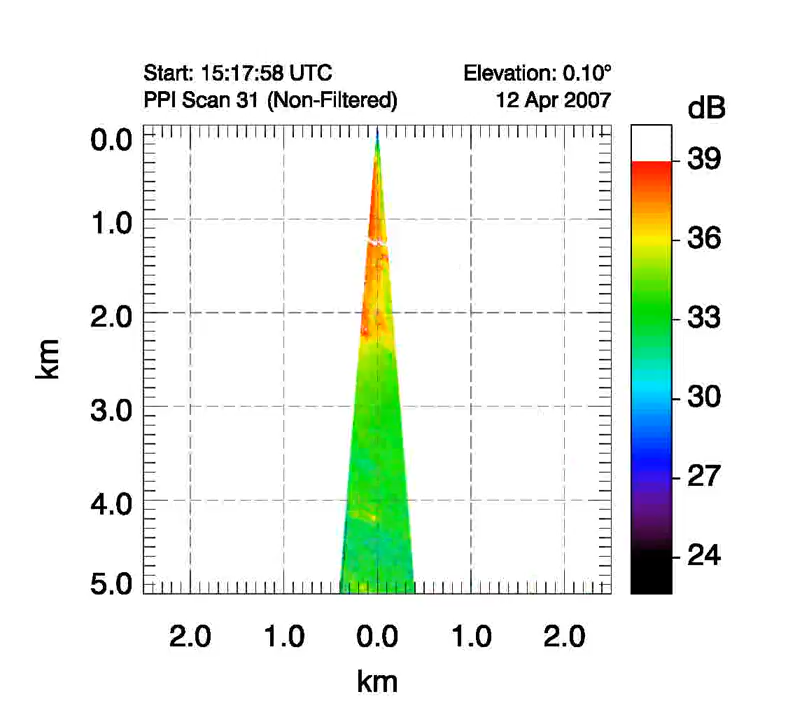 Start: 15:17:58 UTC
Elevation: 0.10°
PPI Scan 31 (Non-Filtered)
12 Apr 2007
dB
0.0
1.0
2.0
3.0
4.0
5.0
km
39
36
33
30
27
24
2.0 1.0 0.0 1.0 2.0
km